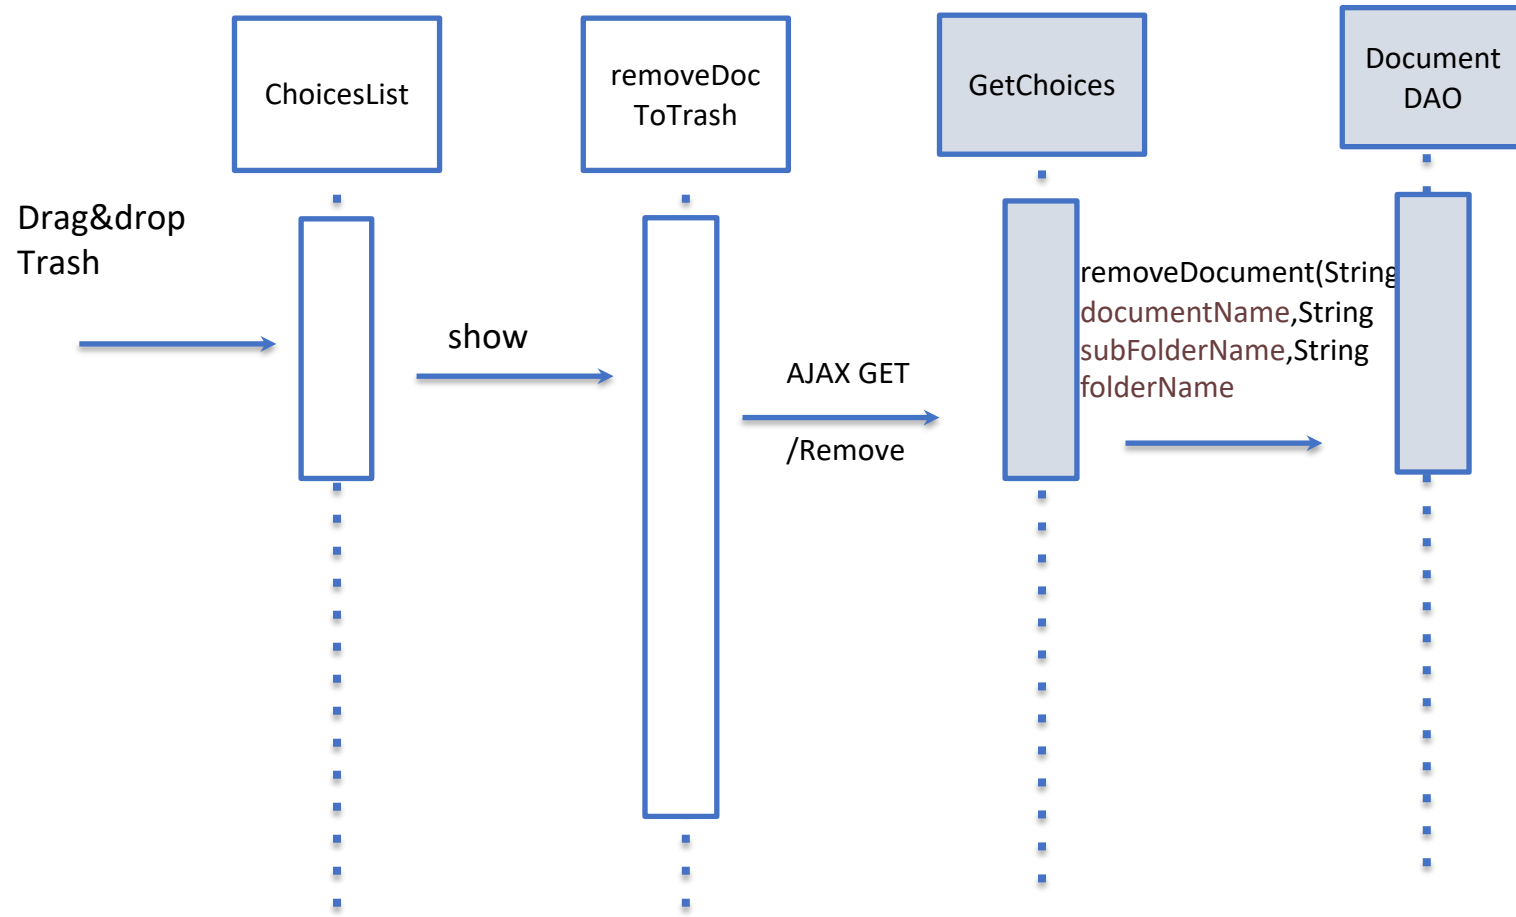 ChoicesList
removeDoc
ToTrash
GetChoices
Document
DAO
Drag&drop
Trash
show
AJAX GET
/Remove
removeDocument(String
documentName,String
subFolderName,String
folderName